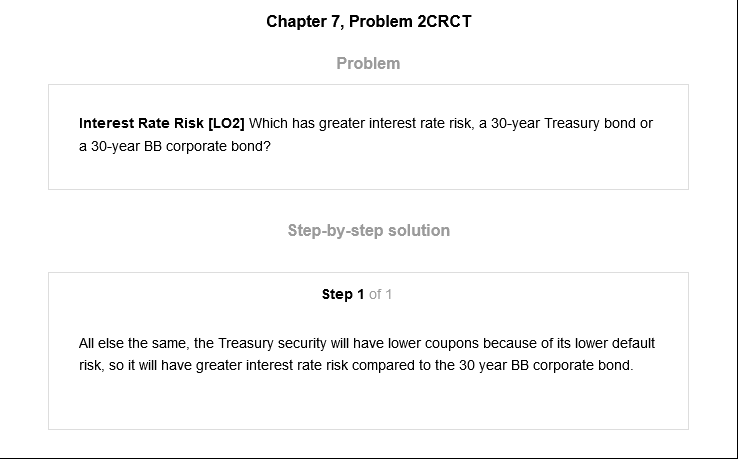 Chapter 7, Problem 2CRCT
Problem
Interest Rate Risk [LO2] Which has greater interest rate risk, a 30-year Treasury bond or
a 30-year BB corporate bond?
Step-by-step solution
Step 1 of 1
All else the same, the Treasury security will have lower coupons because of its lower default
risk, so it will have greater interest rate risk compared to the 30 year BB corporate bond.